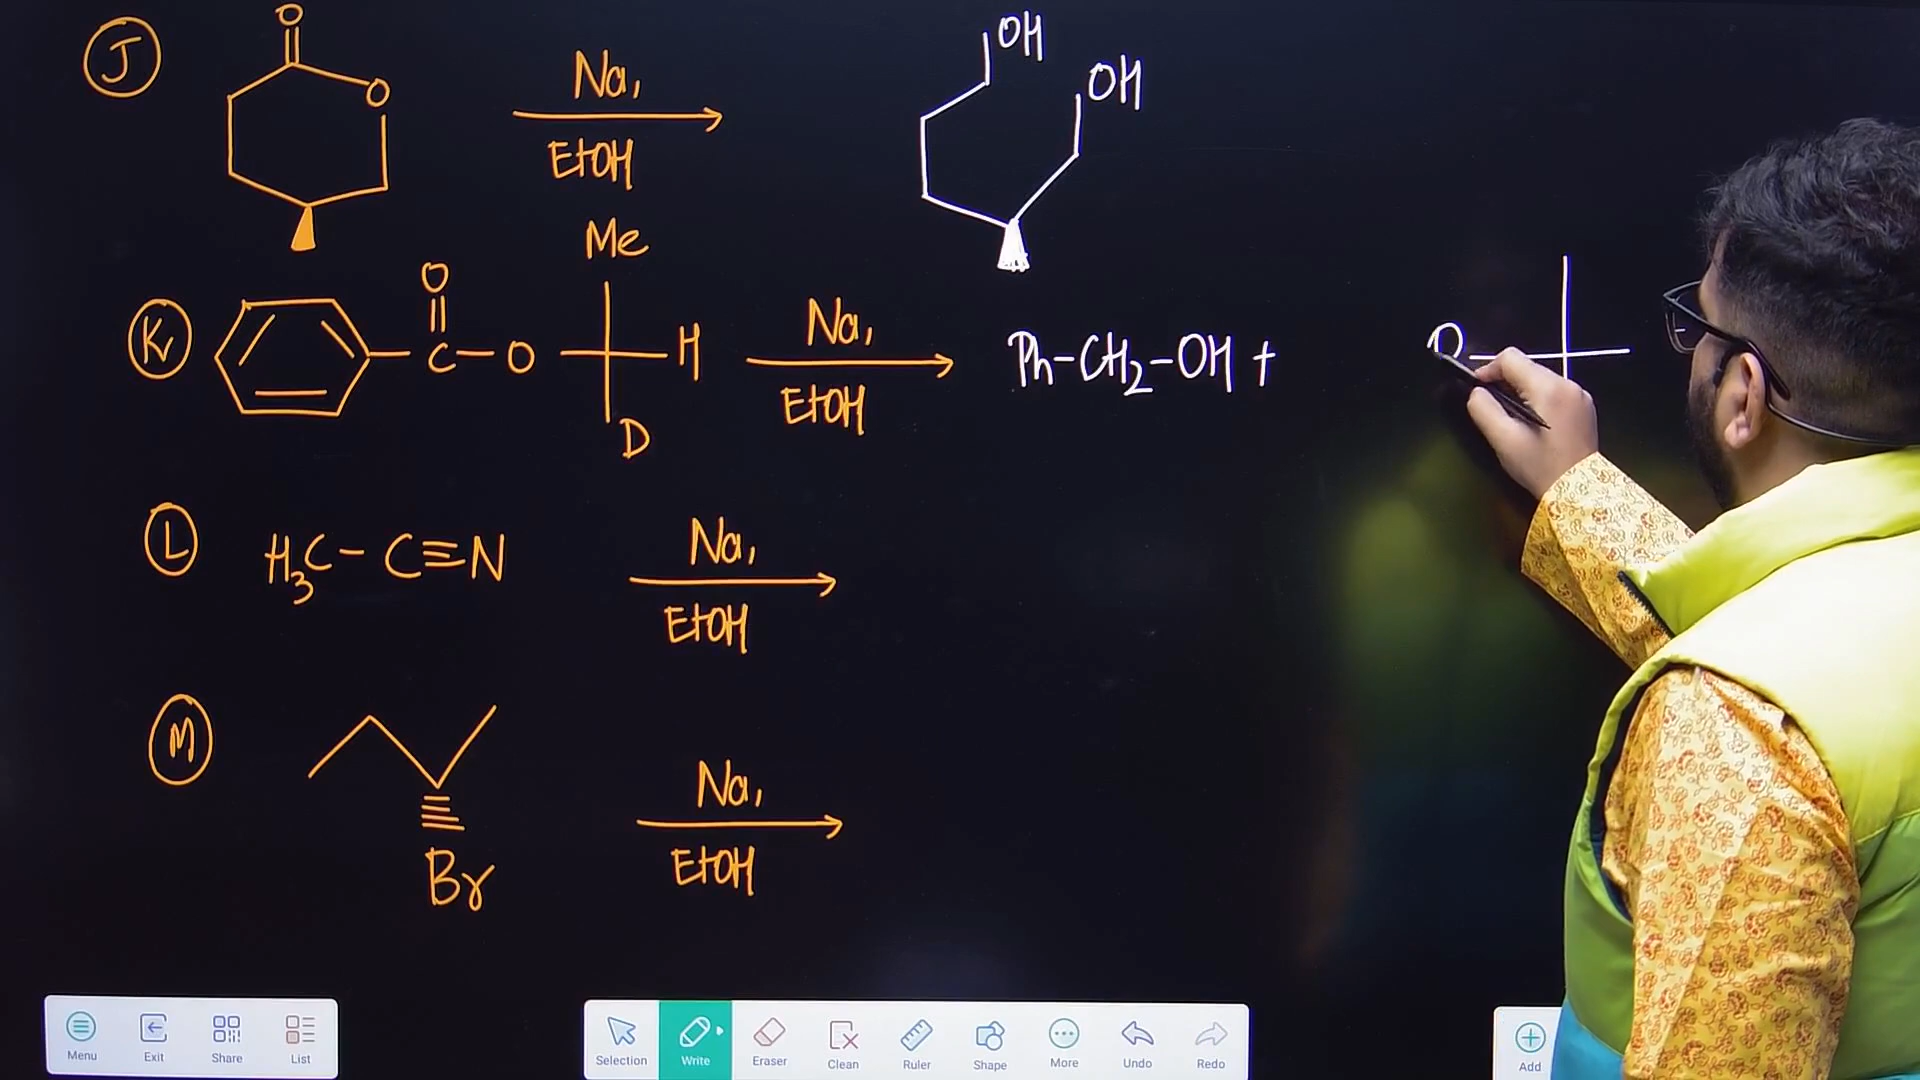 J
O
O
Na,
EtOH
OH
OH
K
O
C-O
Me
H
D
Na,
EtOH
Ph-CH2-OH +
L
H3C-C≡N
Na,
EtOH
M
Br
Na,
EtOH
Menu
Exit
Share
List
Selection
Write
Eraser
Clean
Ruler
Shape
More
Undo
Redo
Add